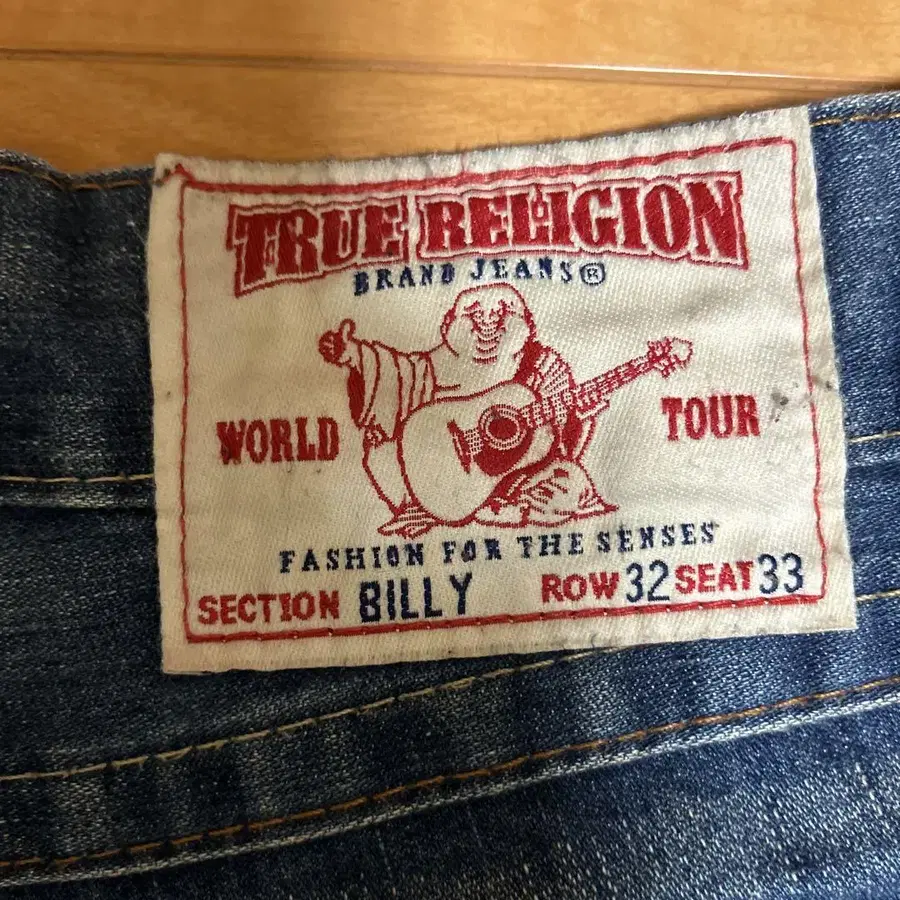 TRUE RELIGION
BRAND JEANS®
WORLD TOUR
FASHION FOR THE SENSES
SECTION BILLY ROW 32 SEAT 33